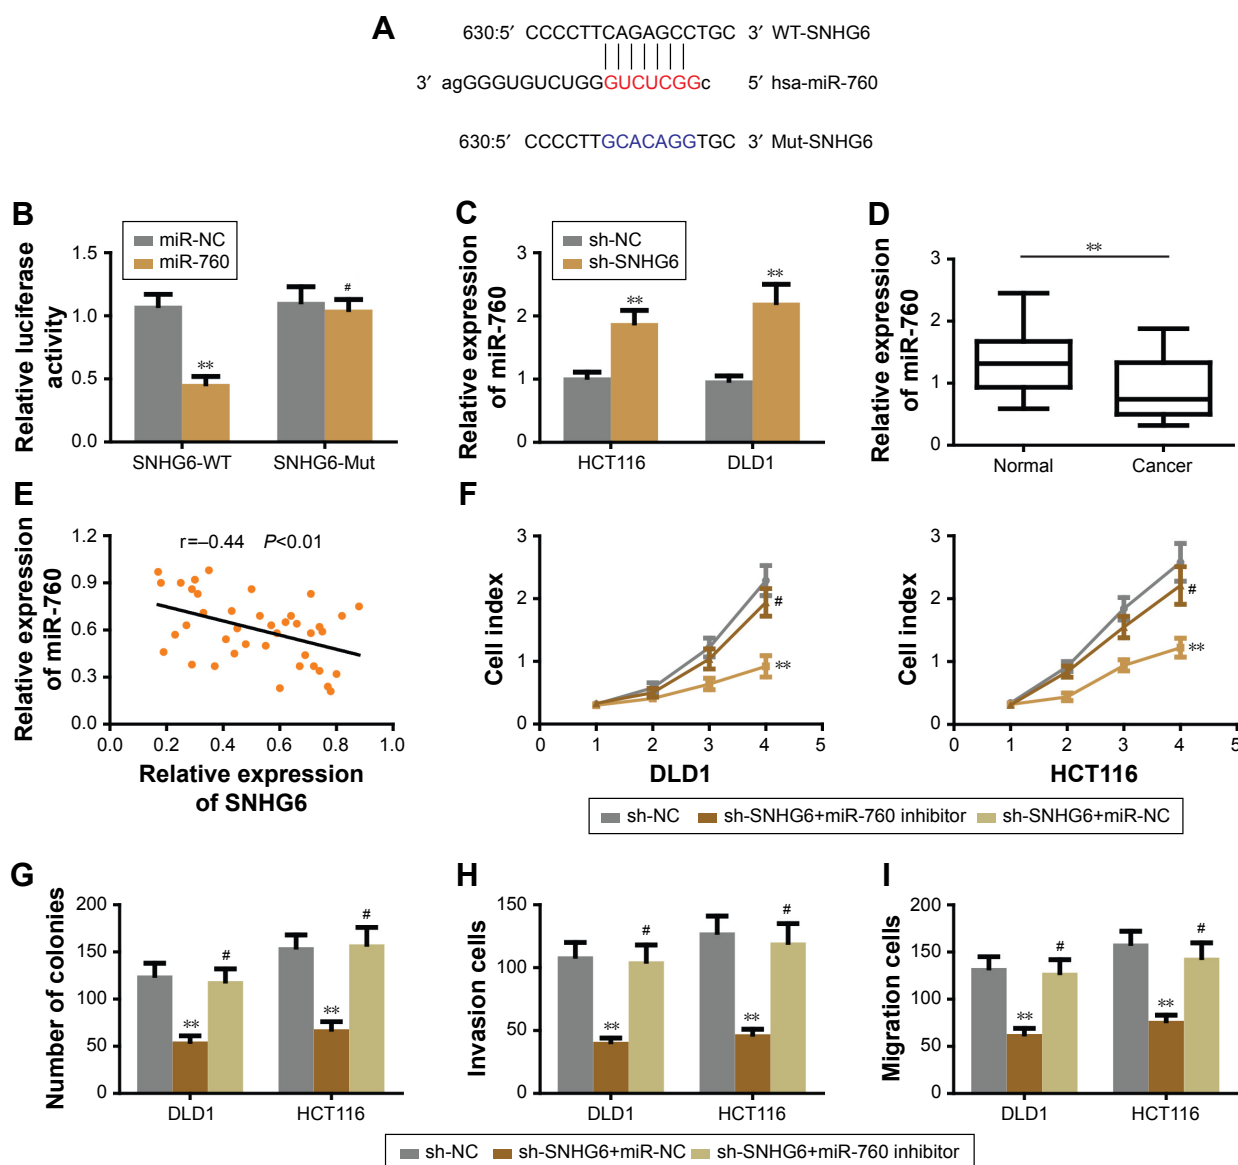 A
630:5′ CCCCTTCAGAGCCTGC 3′ WT-SNHG6
3′ agGGGUGUCUGGGUCUCGGc 5′ hsa-miR-760
630:5′ CCCCTTGCACAGGTGC 3′ Mut-SNHG6
B
Relative luciferase
activity
miR-NC
miR-760
1.5
1.0
0.5
0.0
**
#
SNHG6-WT
SNHG6-Mut
C
Relative expression
of miR-760
sh-NC
sh-SNHG6
3
2
1
0
**
**
HCT116
DLD1
D
Relative expression
of miR-760
**
3
2
1
0
Normal
Cancer
E
Relative expression
of miR-760
r=–0.44 P<0.01
1.2
0.9
0.6
0.3
0.0
0.0 0.2 0.4 0.6 0.8 1.0
Relative expression
of SNHG6
F
Cell index
3
2
1
0
#
**
0 1 2 3 4 5
DLD1
Cell index
3
2
1
0
#
**
0 1 2 3 4 5
HCT116
sh-NC sh-SNHG6+miR-760 inhibitor sh-SNHG6+miR-NC
G
Number of colonies
200
150
100
50
0
**
#
**
#
DLD1
HCT116
H
Invasion cells
150
100
50
0
**
#
**
#
DLD1
HCT116
I
Migration cells
200
150
100
50
0
**
#
**
#
DLD1
HCT116
sh-NC sh-SNHG6+miR-NC sh-SNHG6+miR-760 inhibitor